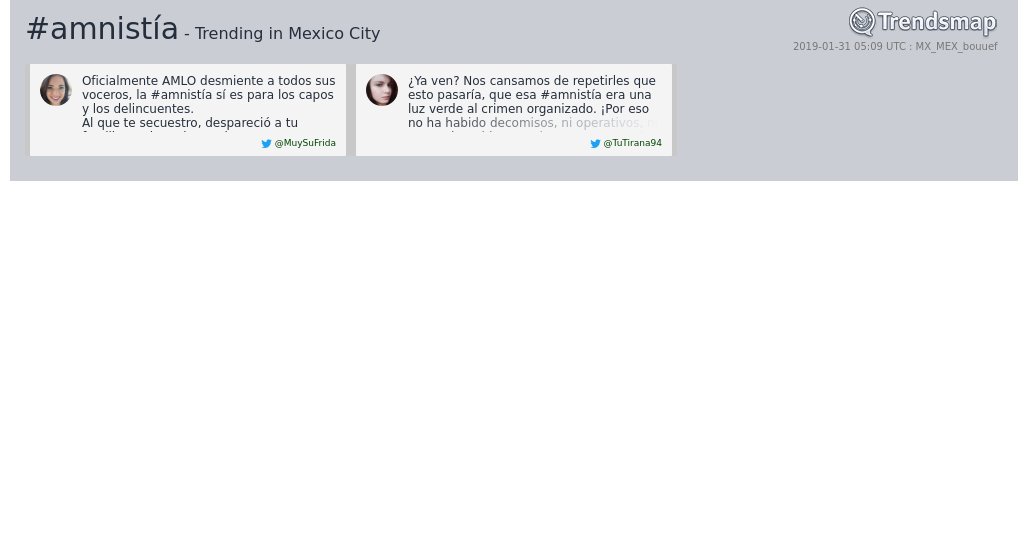 #amnistía - Trending in Mexico City
Trendsmap
2019-01-31 05:09 UTC : MX_MEX_bouuef
Oficialmente AMLO desmiente a todos sus
voceros, la #amnistía sí es para los capos
y los delincuentes.
Al que te secuestro, despareció a tu
@MuySuFrida
¿Ya ven? Nos cansamos de repetirles que
esto pasaría, que esa #amnistía era una
luz verde al crimen organizado. ¡Por eso
no ha habido decomisos, ni operativos,
@TuTirana94